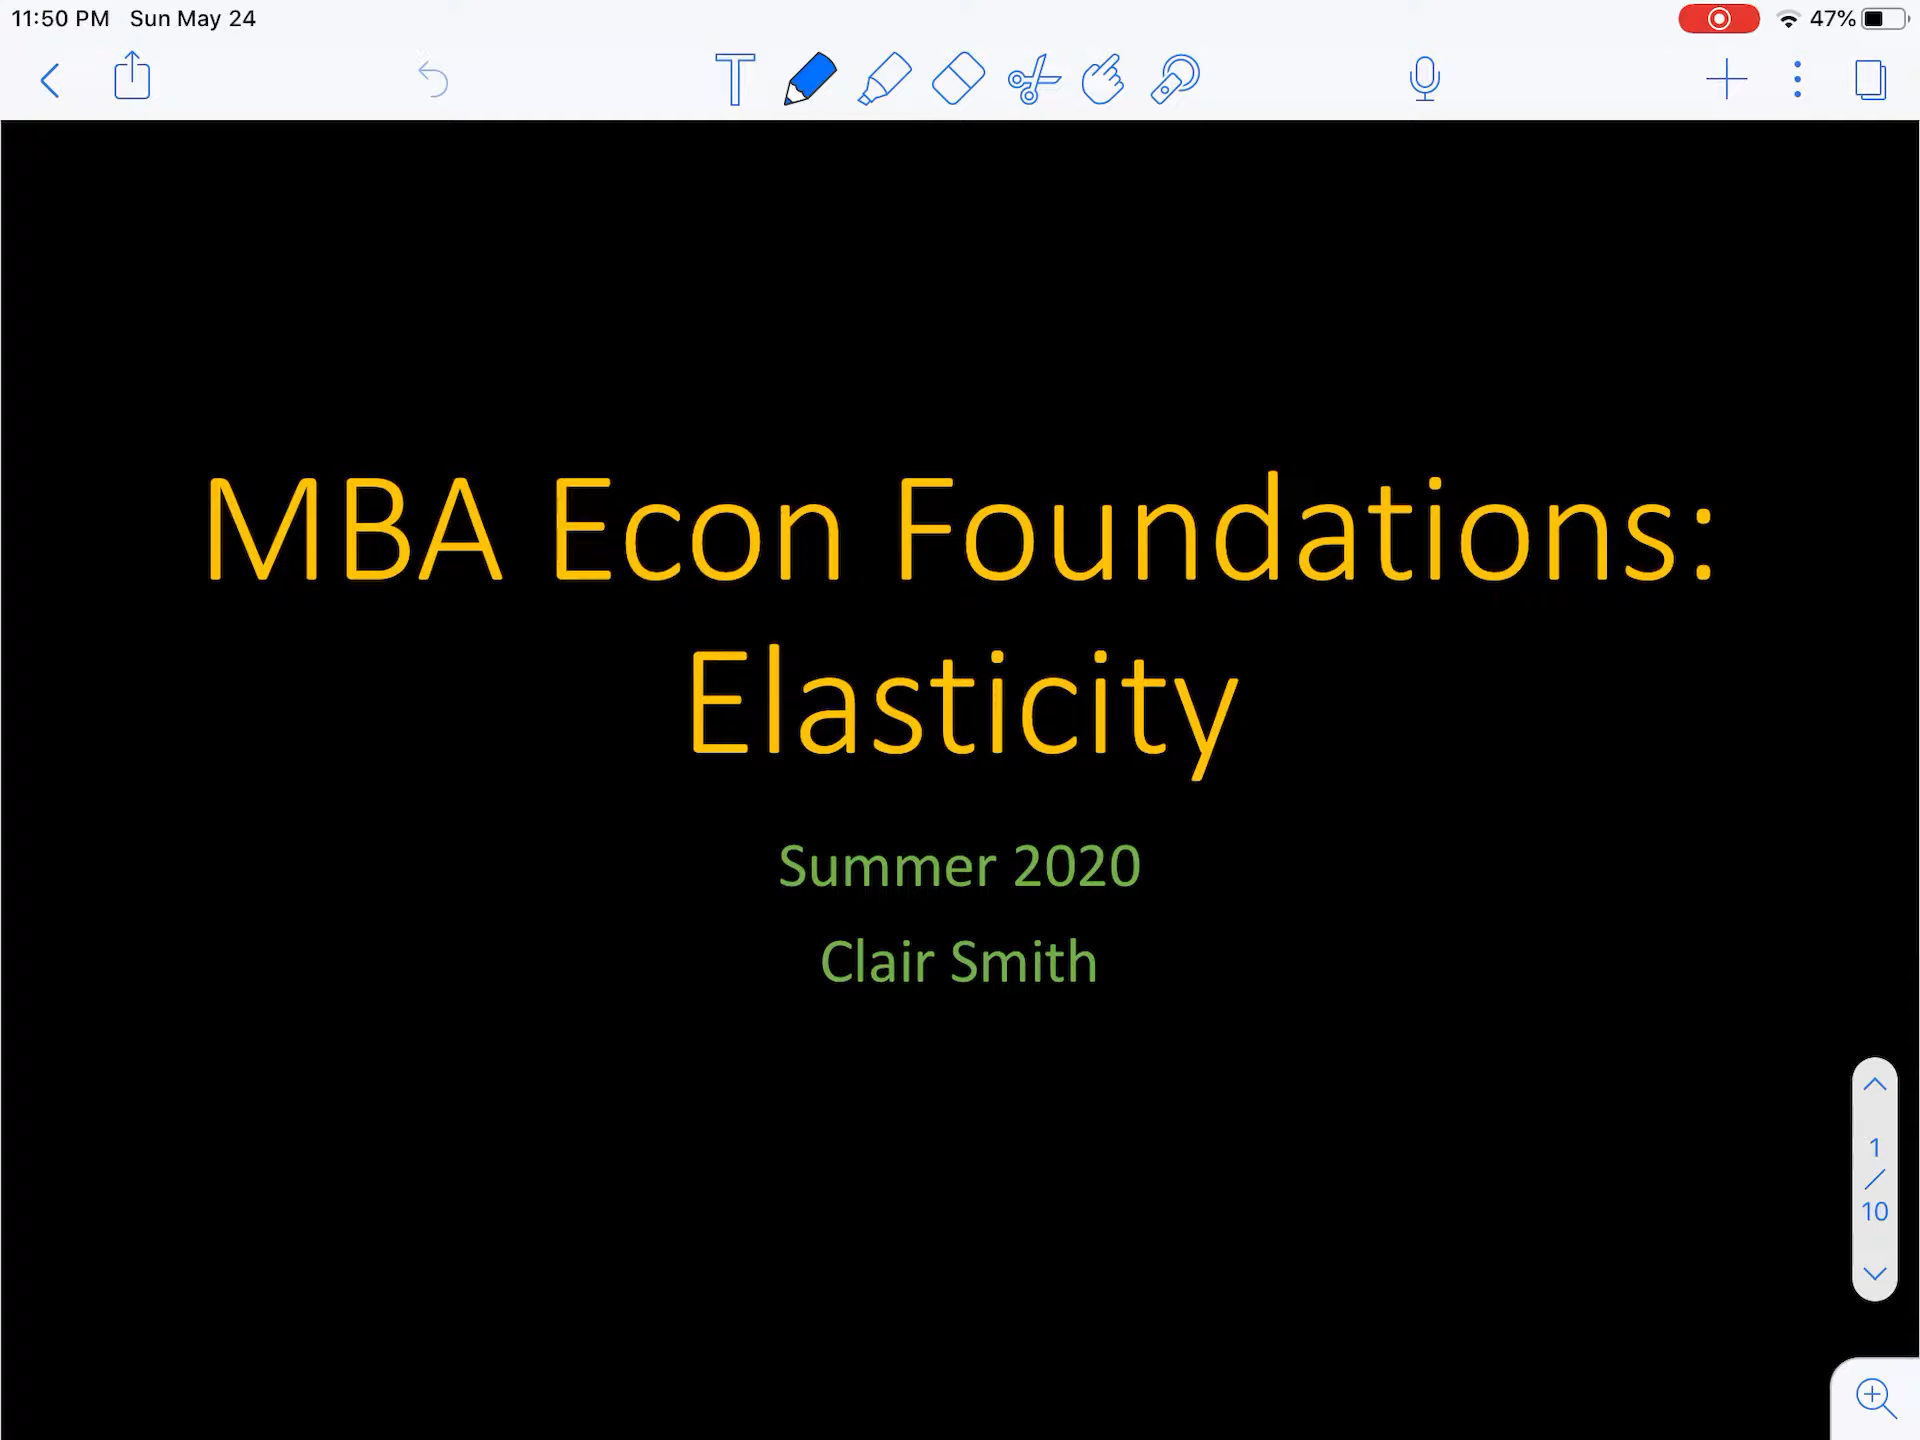 11:50 PM Sun May 24
47%
T
MBA Econ Foundations:
Elasticity
Summer 2020
Clair Smith
1
/
10